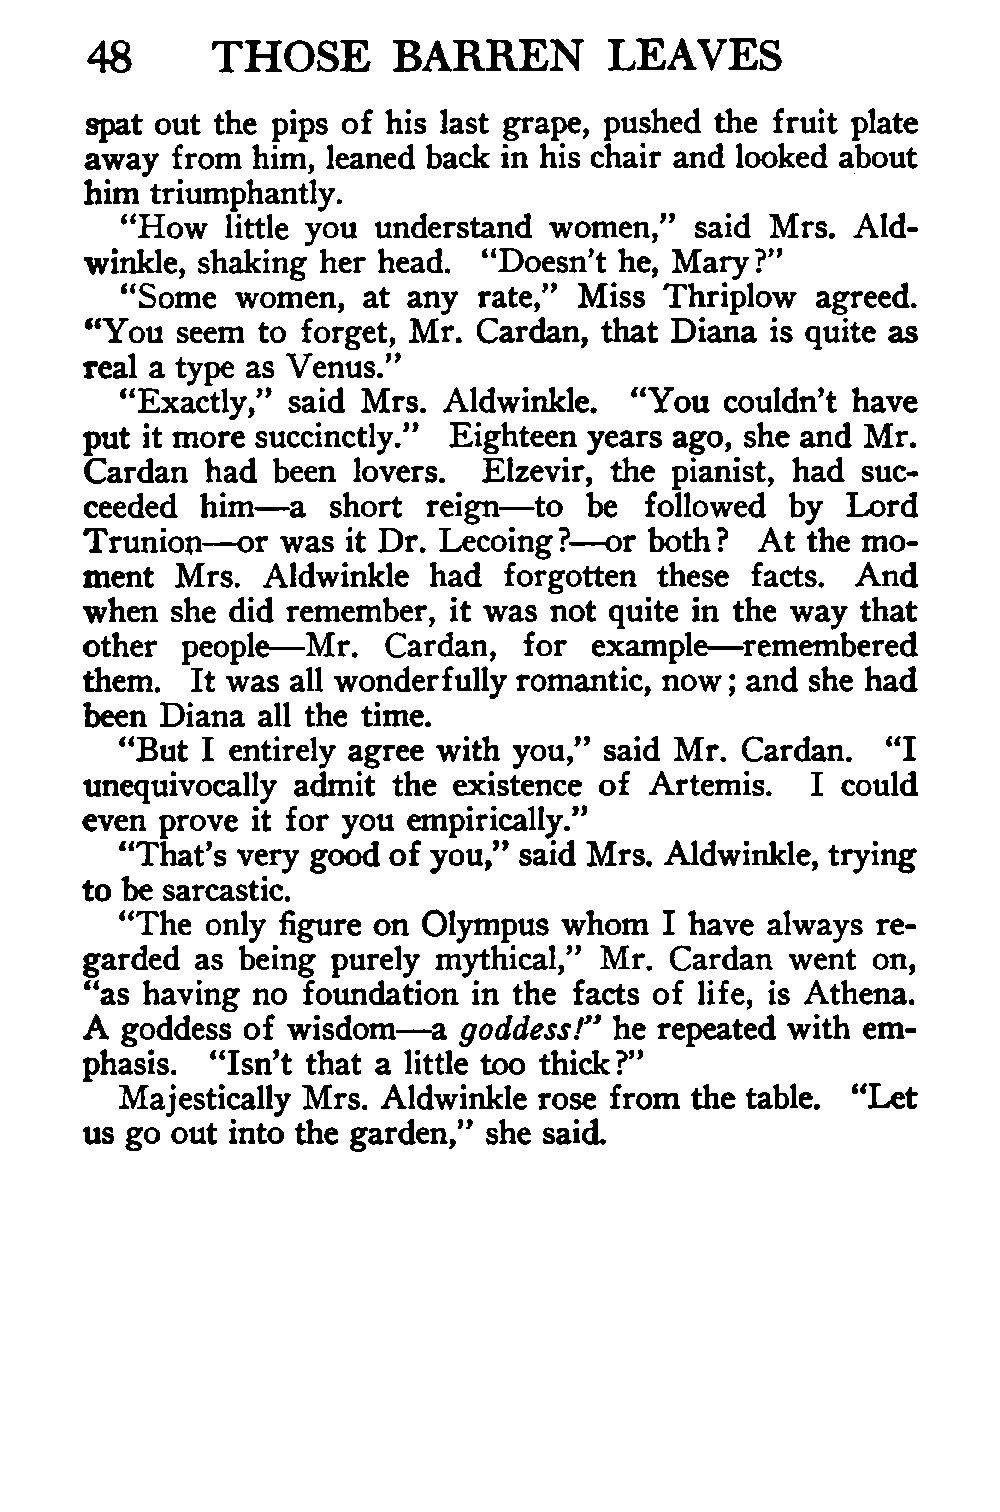 48 THOSE BARREN LEAVES
spat out the pips of his last grape, pushed the fruit plate
away from him, leaned back in his chair and looked about
him triumphantly.
“How little you understand women,” said Mrs. Ald-
winkle, shaking her head. “Doesn’t he, Mary?”
“Some women, at any rate,” Miss Thriplow agreed.
“You seem to forget, Mr. Cardan, that Diana is quite as
real a type as Venus.”
“Exactly,” said Mrs. Aldwinkle. “You couldn’t have
put it more succinctly.” Eighteen years ago, she and Mr.
Cardan had been lovers. Elzevir, the pianist, had suc-
ceeded him—a short reign—to be followed by Lord
Trunion—or was it Dr. Lecoing?—or both? At the mo-
ment Mrs. Aldwinkle had forgotten these facts. And
when she did remember, it was not quite in the way that
other people—Mr. Cardan, for example—remembered
them. It was all wonderfully romantic, now; and she had
been Diana all the time.
“But I entirely agree with you,” said Mr. Cardan. “I
unequivocally admit the existence of Artemis. I could
even prove it for you empirically.”
“That’s very good of you,” said Mrs. Aldwinkle, trying
to be sarcastic.
“The only figure on Olympus whom I have always re-
garded as being purely mythical,” Mr. Cardan went on,
“as having no foundation in the facts of life, is Athena.
A goddess of wisdom—a goddess!” he repeated with em-
phasis. “Isn’t that a little too thick?”
Majestically Mrs. Aldwinkle rose from the table. “Let
us go out into the garden,” she said.